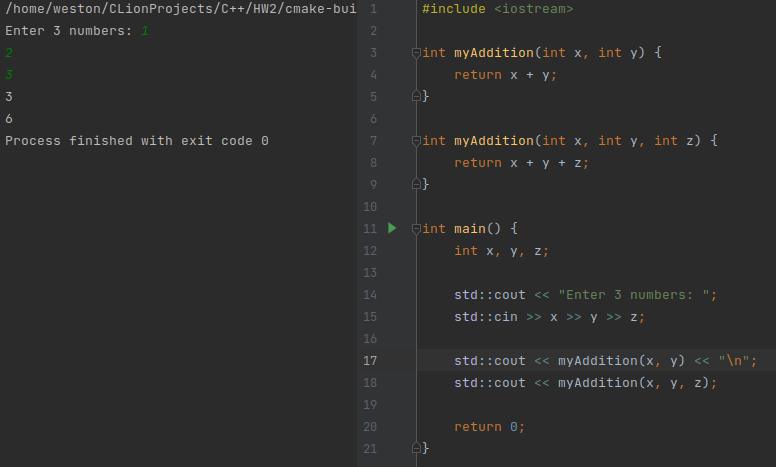 /home/weston/CLionProjects/C++/HW2/cmake-bui
Enter 3 numbers: 1
2
3
3
6
Process finished with exit code 0
1 #include <iostream>
2
3 int myAddition(int x, int y) {
4     return x + y;
5 }
6
7 int myAddition(int x, int y, int z) {
8     return x + y + z;
9 }
10
11 int main() {
12     int x, y, z;
13
14     std::cout << "Enter 3 numbers: ";
15     std::cin >> x >> y >> z;
16
17     std::cout << myAddition(x, y) << "\n";
18     std::cout << myAddition(x, y, z);
19
20     return 0;
21 }